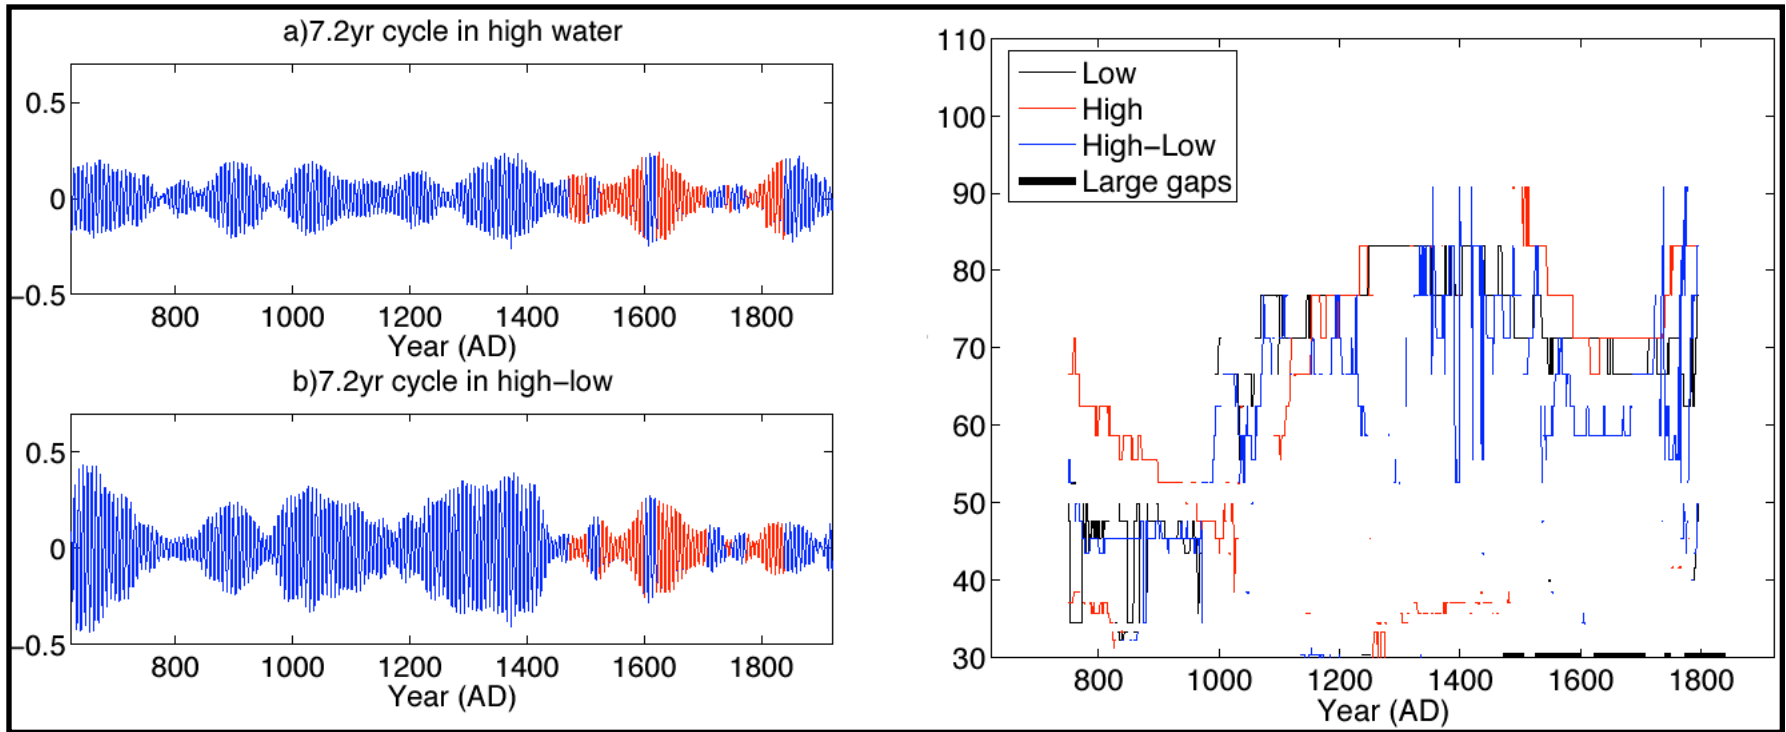 a)7.2yr cycle in high water
0.5
0
−0.5
800 1000 1200 1400 1600 1800
Year (AD)
b)7.2yr cycle in high−low
0.5
0
−0.5
800 1000 1200 1400 1600 1800
Year (AD)
110
100
90
80
70
60
50
40
30
Low
High
High−Low
Large gaps
800 1000 1200 1400 1600 1800
Year (AD)